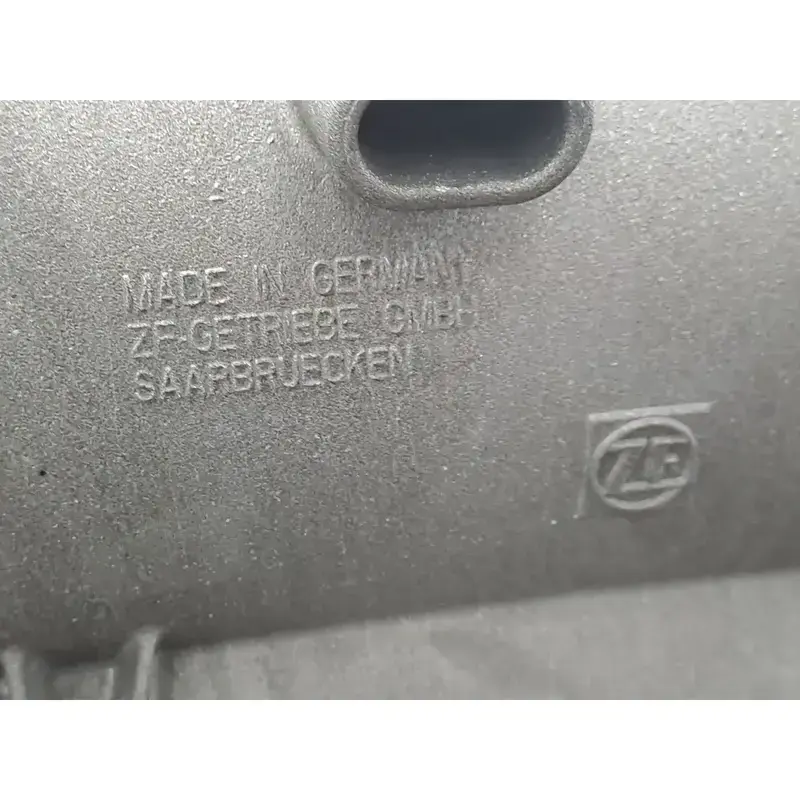 MADE IN GERMANY
ZF-GETRIEBE GMBH
SAARBRUECKEN
ZF